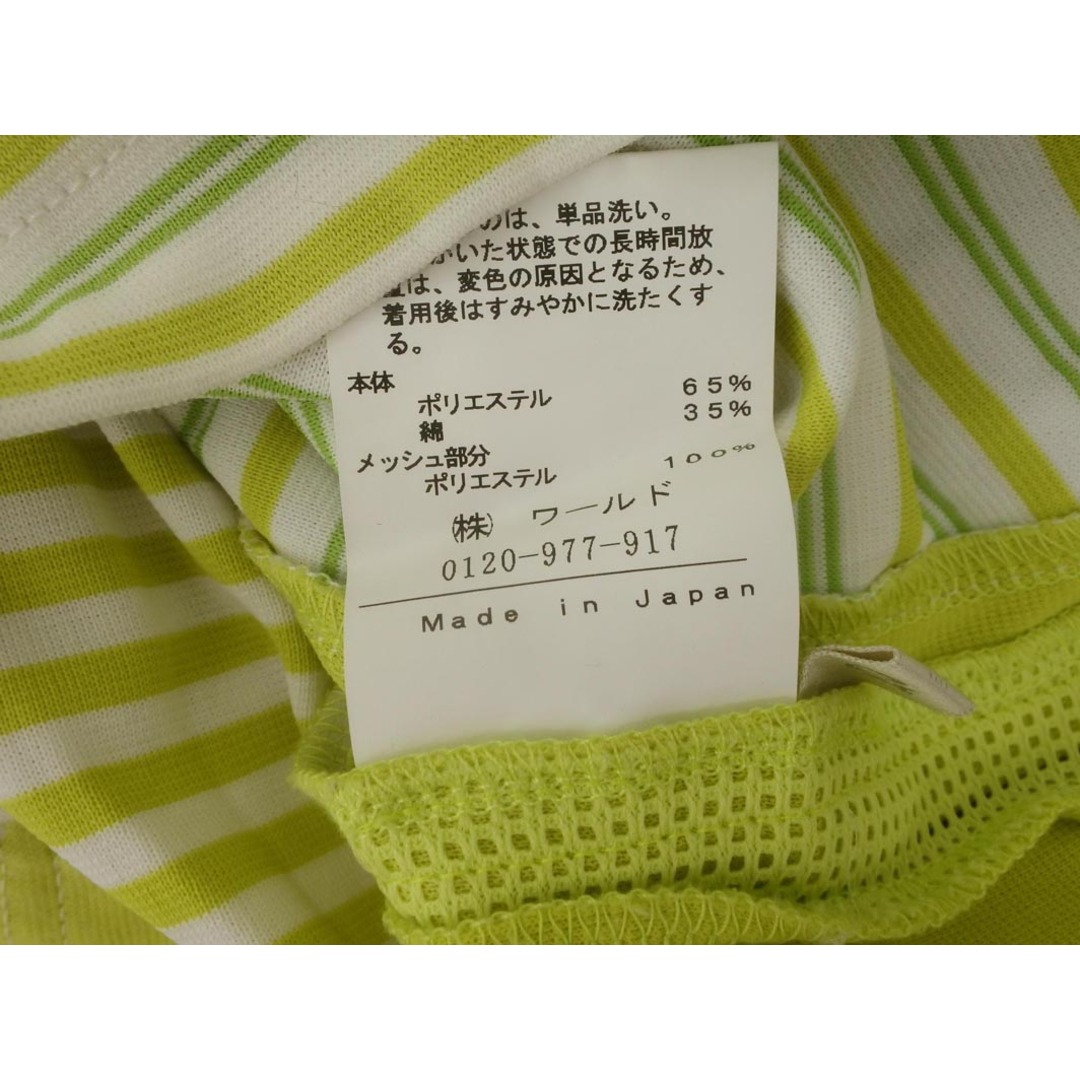 のは、単品洗い。
かいた状態での長時間放
置は、変色の原因となるため、
着用後はすみやかに洗たくす
る。
本体
ポリエステル 65%
綿 35%
メッシュ部分
ポリエステル 100%
(株) ワールド
0120-977-917
Made in Japan